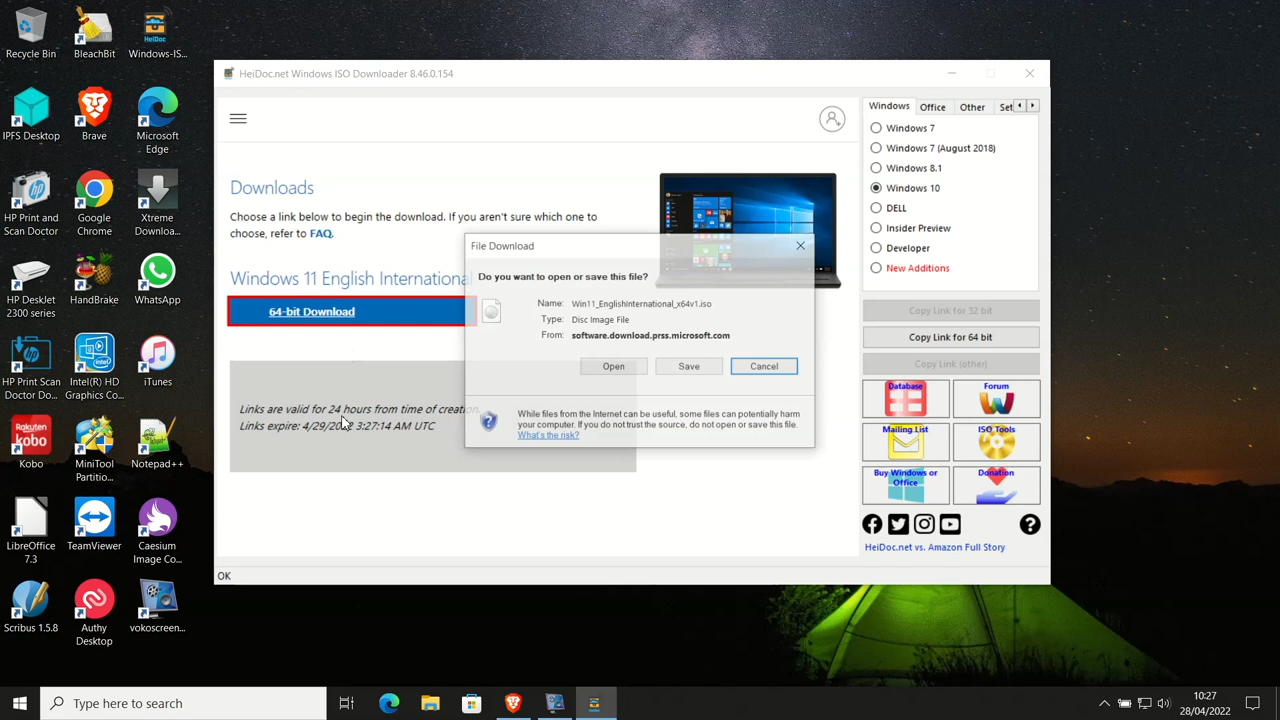 Recycle Bin
BleachBit
Windows-IS...
IPFS Desktop
Brave
Microsoft
Edge
HP Print and
Scan Doctor
Google
Chrome
Xtreme
Downloa...
HP DeskJet
2300 series
HandBrake
WhatsApp
HP Print Scan
Doctor Do...
Intel(R) HD
Graphics Co...
iTunes
Rakuten
kobo
Kobo
MiniTool
Partitio...
Notepad++
LibreOffice
7.3
TeamViewer
Caesium
Image Co...
Scribus 1.5.8
Authy
Desktop
vokoscreen...
HeiDoc.net Windows ISO Downloader 8.46.0.154
Downloads
Choose a link below to begin the download. If you aren't sure which one to
choose, refer to FAQ.
Windows 11 English International
64-bit Download
Links are valid for 24 hours from time of creation.
Links expire: 4/29/2022 3:27:14 AM UTC
File Download
Do you want to open or save this file?
Name: Win11_EnglishInternational_x64v1.iso
Type: Disc Image File
From: software.download.prss.microsoft.com
Open Save Cancel
While files from the Internet can be useful, some files can potentially harm
your computer. If you do not trust the source, do not open or save this file.
What's the risk?
Windows Office Other Set
Windows 7
Windows 7 (August 2018)
Windows 8.1
Windows 10
DELL
Insider Preview
Developer
New Additions
Copy Link for 32 bit
Copy Link for 64 bit
Copy Link (other)
Database
Forum
Mailing List
ISO Tools
Buy Windows or
Office
Donation
HeiDoc.net vs. Amazon Full Story
OK
Type here to search
10:27
28/04/2022